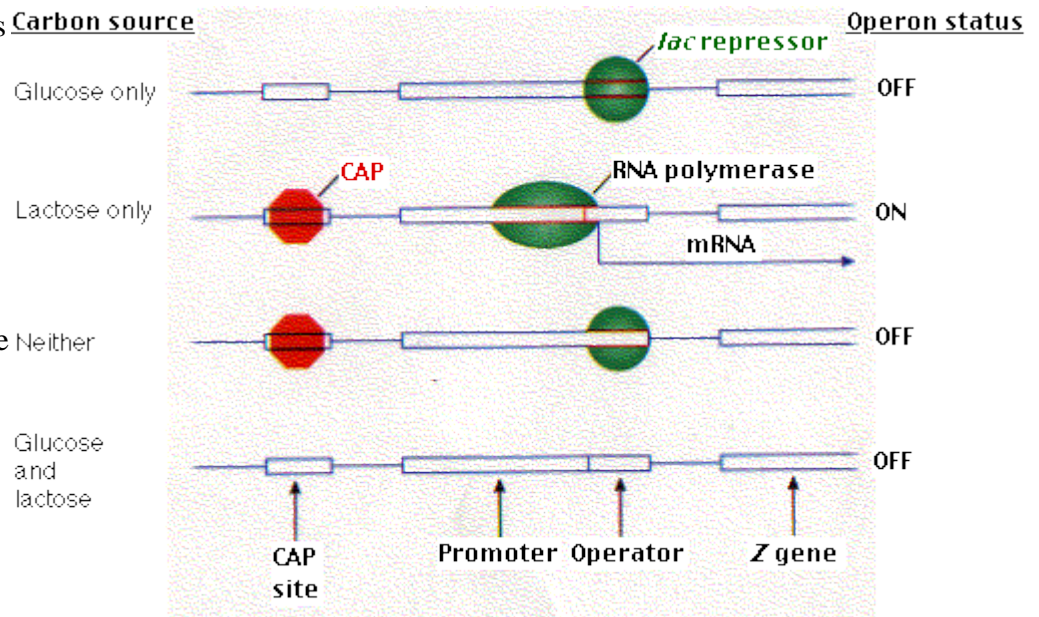 s Carbon source Operon status
lac repressor
Glucose only OFF
CAP RNA polymerase
Lactose only ON
mRNA
e Neither OFF
Glucose
and
lactose OFF
CAP
site Promoter Operator Z gene